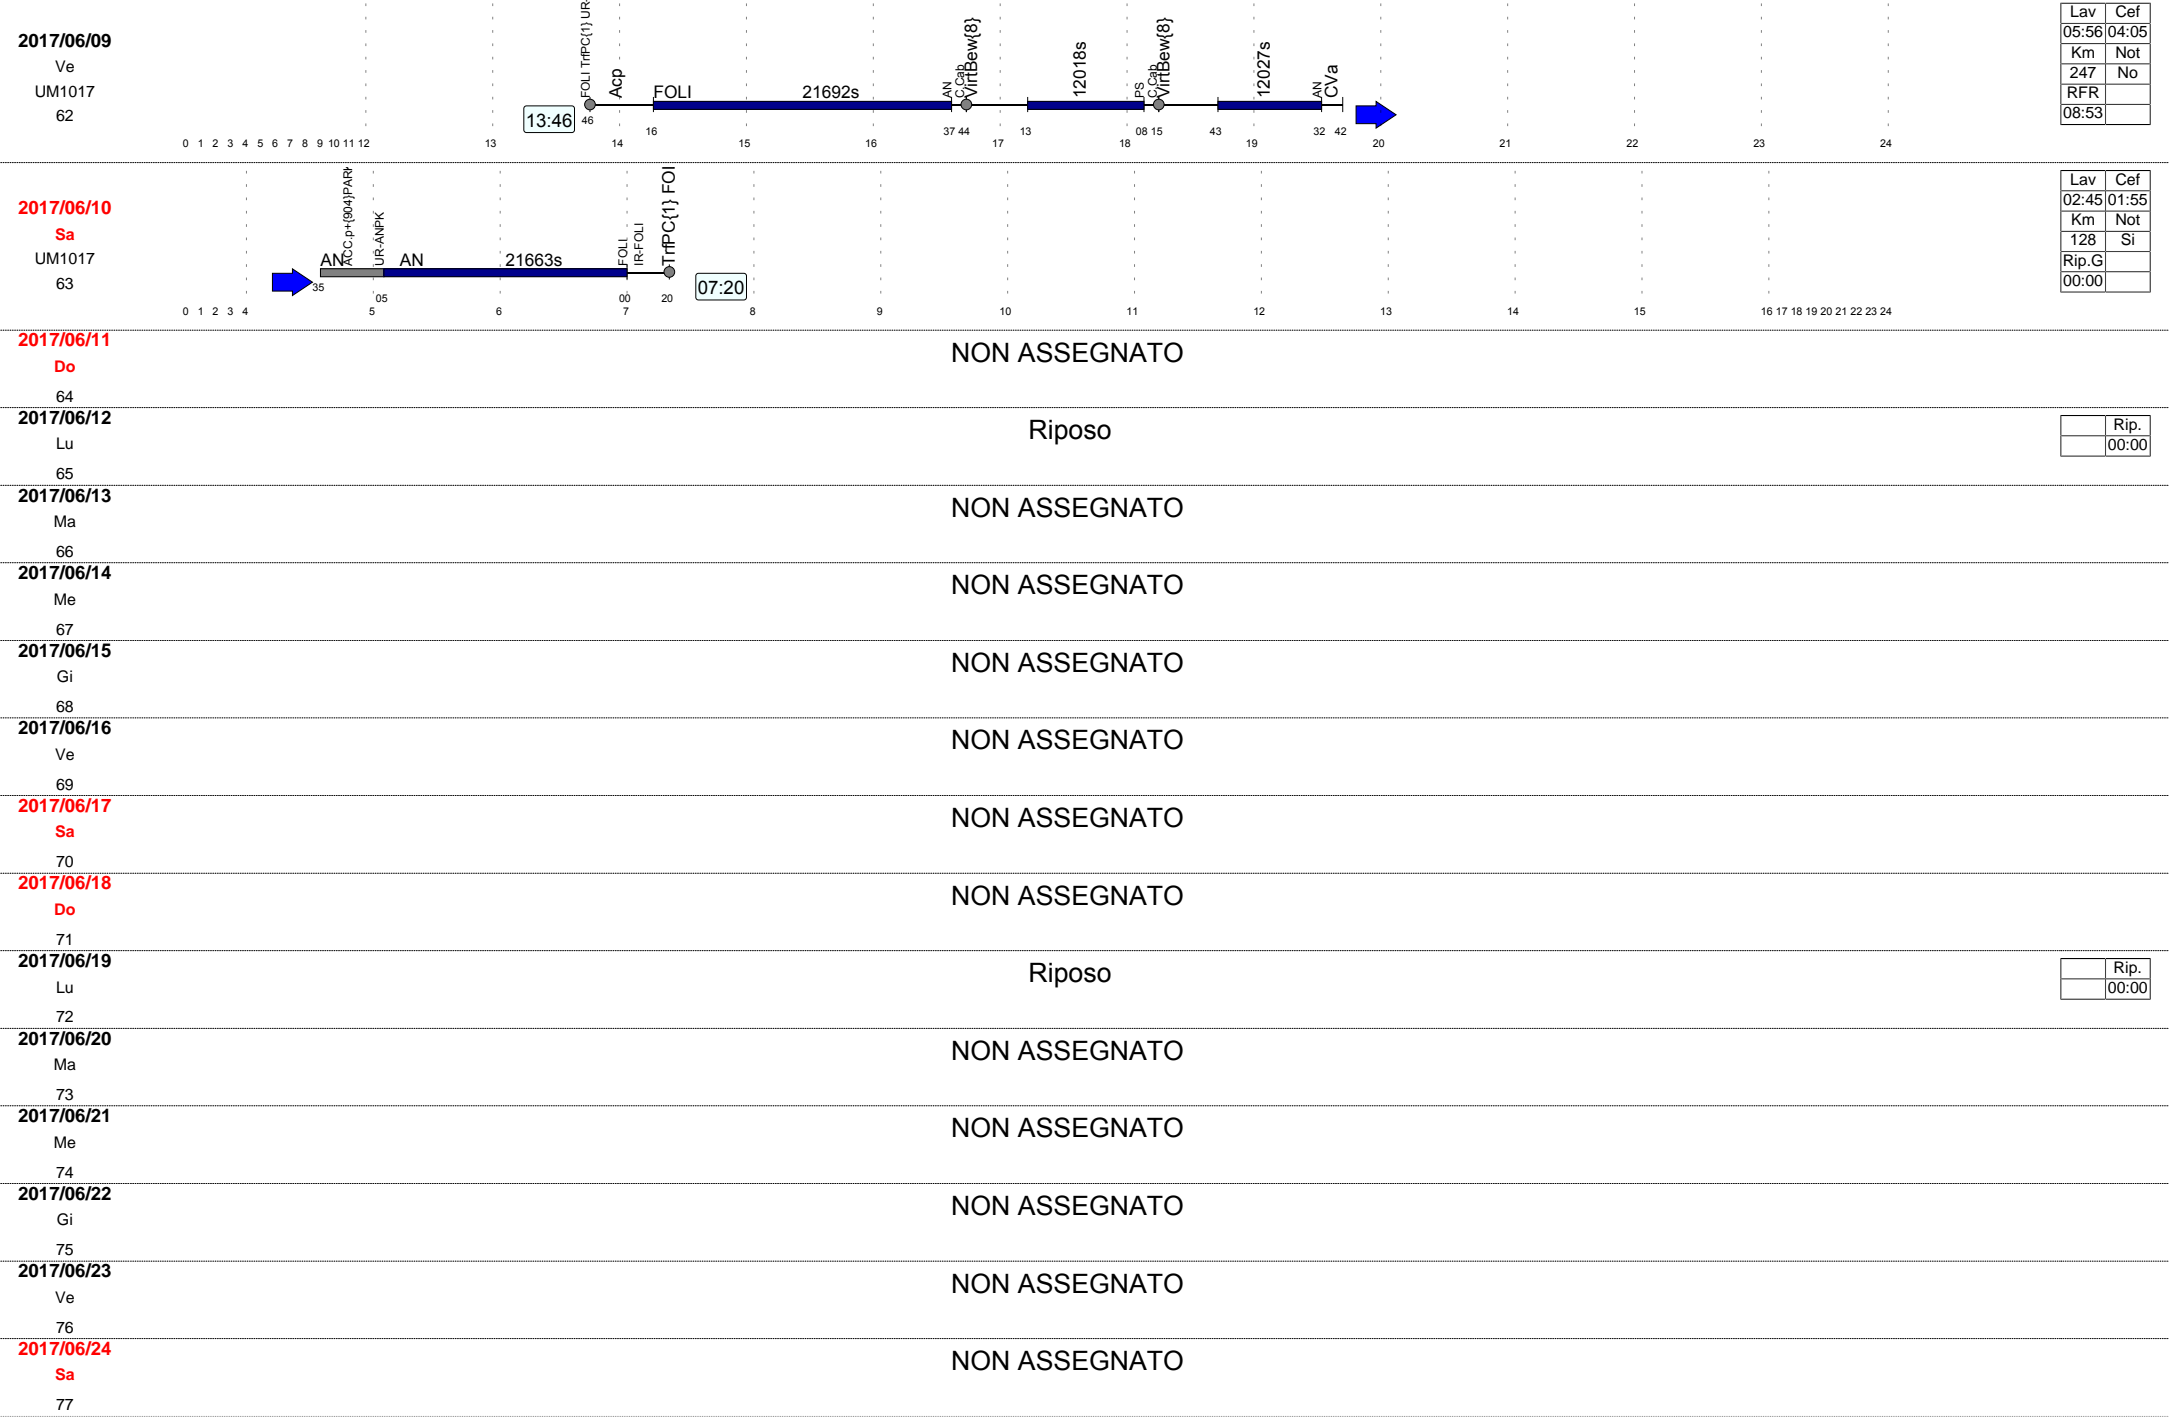 2017/06/09
Ve
UM1017
62
13:46
FOLI TrfPC{1} UR-
Acp
FOLI
21692s
AN
C.Cab
VirtBew{8}
12018s
PS
C.Cab
VirtBew{8}
12027s
AN
CVa
46 16 37 44 13 08 15 43 32 42
0 1 2 3 4 5 6 7 8 9 10 11 12 13 14 15 16 17 18 19 20 21 22 23 24
Lav Cef
05:56 04:05
Km Not
247 No
RFR
08:53
2017/06/10
Sa
UM1017
63
AN
ACC.p+{904}PAR
UR-ANPK
AN
21663s
FOLI
IR-FOLI
TrfPC{1} FOL
07:20
35 05 00 20
0 1 2 3 4 5 6 7 8 9 10 11 12 13 14 15 16 17 18 19 20 21 22 23 24
Lav Cef
02:45 01:55
Km Not
128 Si
Rip.G
00:00
2017/06/11
Do
64
NON ASSEGNATO
2017/06/12
Lu
65
Riposo
Rip.
00:00
2017/06/13
Ma
66
NON ASSEGNATO
2017/06/14
Me
67
NON ASSEGNATO
2017/06/15
Gi
68
NON ASSEGNATO
2017/06/16
Ve
69
NON ASSEGNATO
2017/06/17
Sa
70
NON ASSEGNATO
2017/06/18
Do
71
NON ASSEGNATO
2017/06/19
Lu
72
Riposo
Rip.
00:00
2017/06/20
Ma
73
NON ASSEGNATO
2017/06/21
Me
74
NON ASSEGNATO
2017/06/22
Gi
75
NON ASSEGNATO
2017/06/23
Ve
76
NON ASSEGNATO
2017/06/24
Sa
77
NON ASSEGNATO